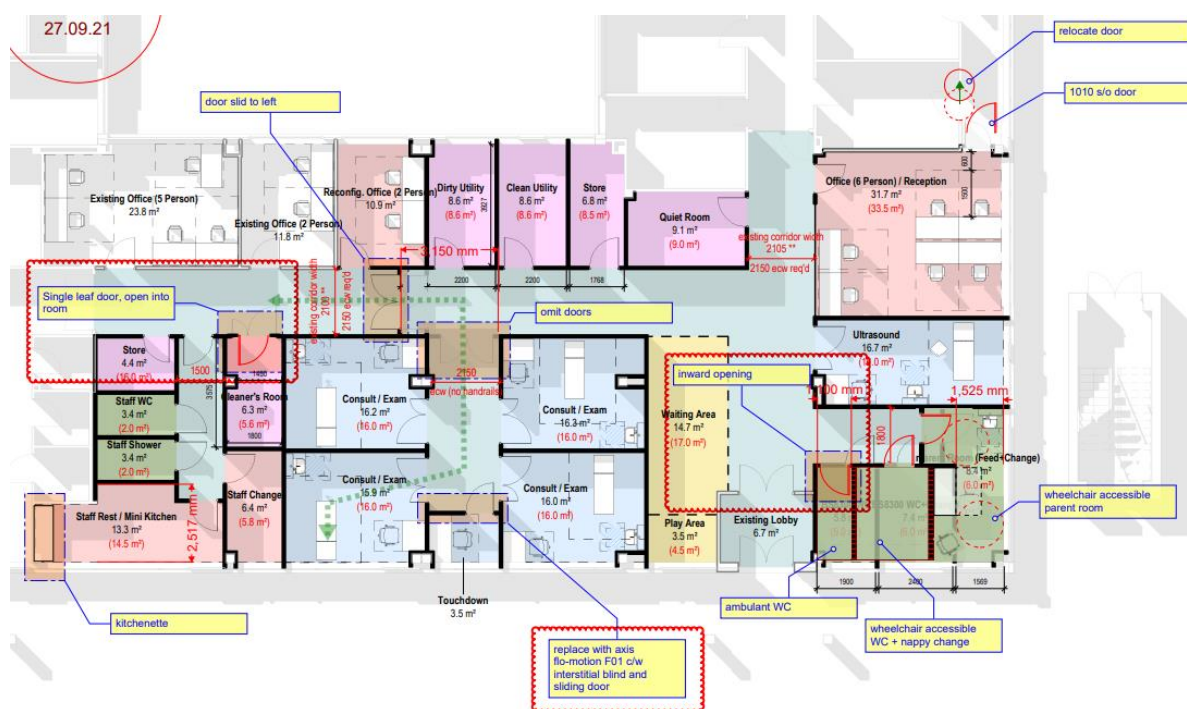 27.09.21
relocate door
1010 s/o door
door slid to left
Existing Office (5 Person)
23.8 m²
Existing Office (2 Person)
11.8 m²
Reconfig. Office (2 Person)
10.9 m²
Dirty Utility
8.6 m²
(8.6 m²)
3927
Clean Utility
8.6 m²
(8.6 m²)
Store
6.8 m²
(8.5 m²)
Quiet Room
9.1 m²
(9.0 m²)
Office (6 Person) / Reception
31.7 m²
(33.5 m²)
600
1500
existing corridor width
2105 **
2150 ecw req'd
3,150 mm
2200
2200
1768
existing corridor width
2100 **
2150 ecw req'd
Single leaf door, open into
room
omit doors
Store
4.4 m²
(16.0 m²)
1500
1450
3575
Cleaner's Room
6.3 m²
(5.6 m²)
1800
Staff WC
3.4 m²
(2.0 m²)
Staff Shower
3.4 m²
(2.0 m²)
Staff Rest / Mini Kitchen
13.3 m²
(14.5 m²)
2,517 mm
Staff Change
6.4 m²
(5.8 m²)
Consult / Exam
16.2 m²
(16.0 m²)
Consult / Exam
15.9 m²
(16.0 m²)
2150
ecw (no handrails)
Consult / Exam
16.3 m²
(16.0 m²)
Consult / Exam
16.0 m²
(16.0 m²)
Touchdown
3.5 m²
inward opening
Waiting Area
14.7 m²
(17.0 m²)
Play Area
3.5 m²
(4.5 m²)
Existing Lobby
6.7 m²
Ultrasound
16.7 m²
1,525 mm
1800
(Feed+Change)
8.4 m²
(6.0 m²)
7.4 m²
wheelchair accessible
parent room
1900
2400
1569
ambulant WC
wheelchair accessible
WC + nappy change
kitchenette
replace with axis
flo-motion F01 c/w
interstitial blind and
sliding door